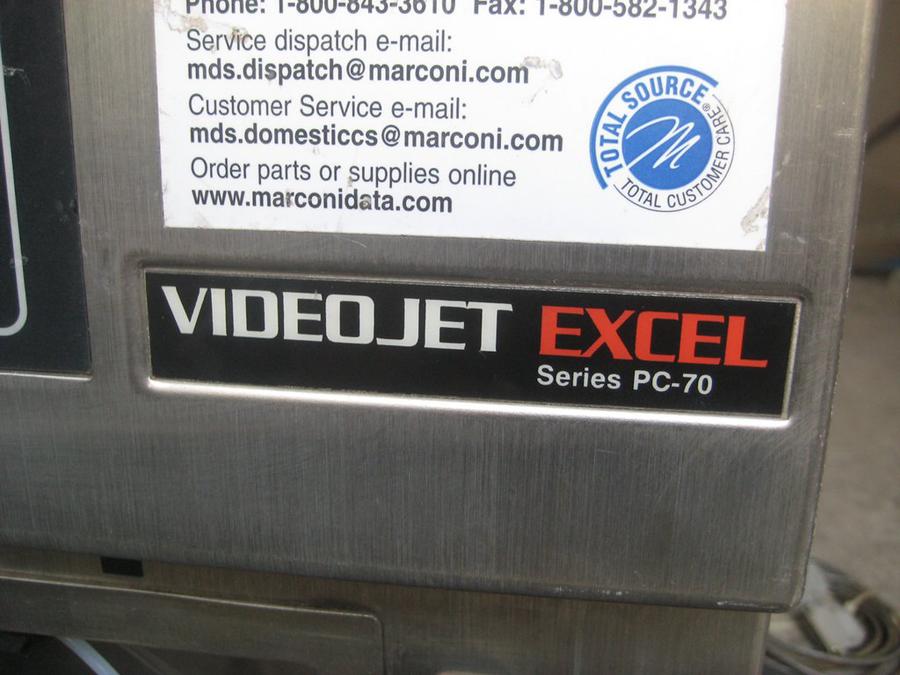 Phone: 1-800-843-3610 Fax: 1-800-582-1343
Service dispatch e-mail:
mds.dispatch@marconi.com
Customer Service e-mail:
mds.domesticcs@marconi.com
Order parts or supplies online
www.marconidata.com
TOTAL SOURCE
M
TOTAL CUSTOMER CARE®
VIDEOJET EXCEL
Series PC-70